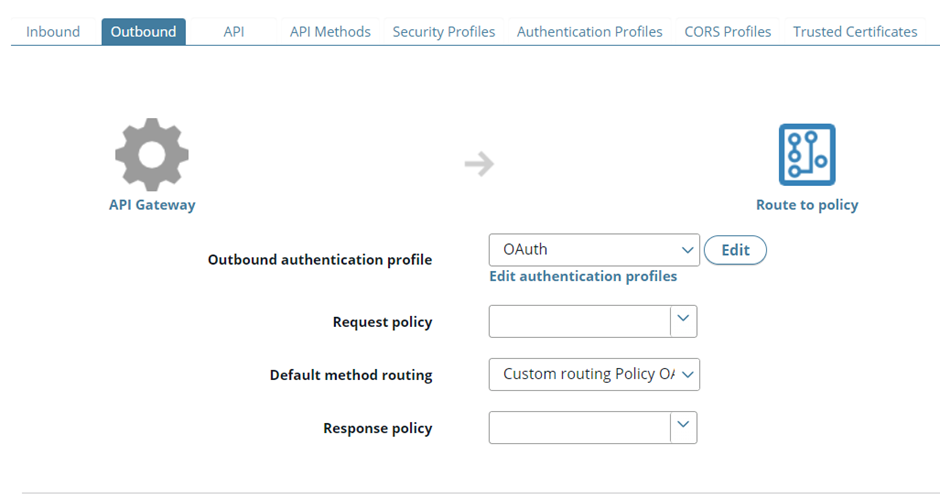 Inbound Outbound API API Methods Security Profiles Authentication Profiles CORS Profiles Trusted Certificates
API Gateway Route to policy
Outbound authentication profile OAuth Edit
Edit authentication profiles
Request policy
Default method routing Custom routing Policy OA
Response policy